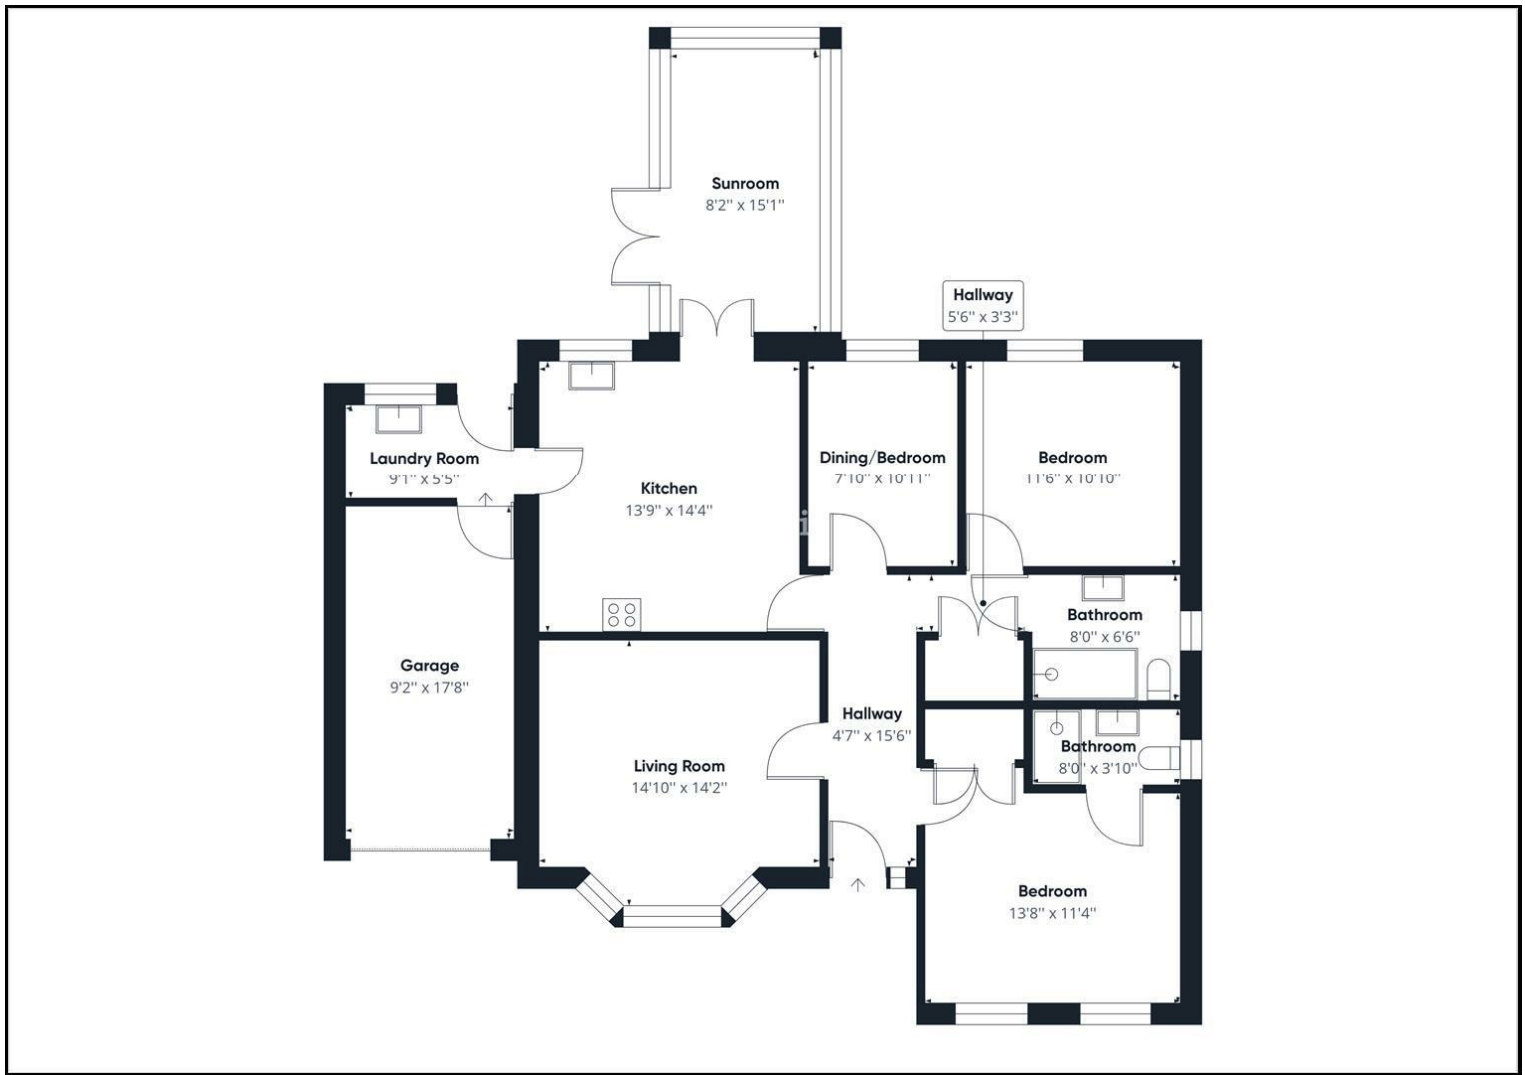 Sunroom
8'2" x 15'1"
Hallway
5'6" x 3'3"
Laundry Room
9'1" x 5'5"
Kitchen
13'9" x 14'4"
Dining/Bedroom
7'10" x 10'11"
Bedroom
11'6" x 10'10"
Bathroom
8'0" x 6'6"
Garage
9'2" x 17'8"
Hallway
4'7" x 15'6"
Living Room
14'10" x 14'2"
Bathroom
8'0" x 3'10"
Bedroom
13'8" x 11'4"